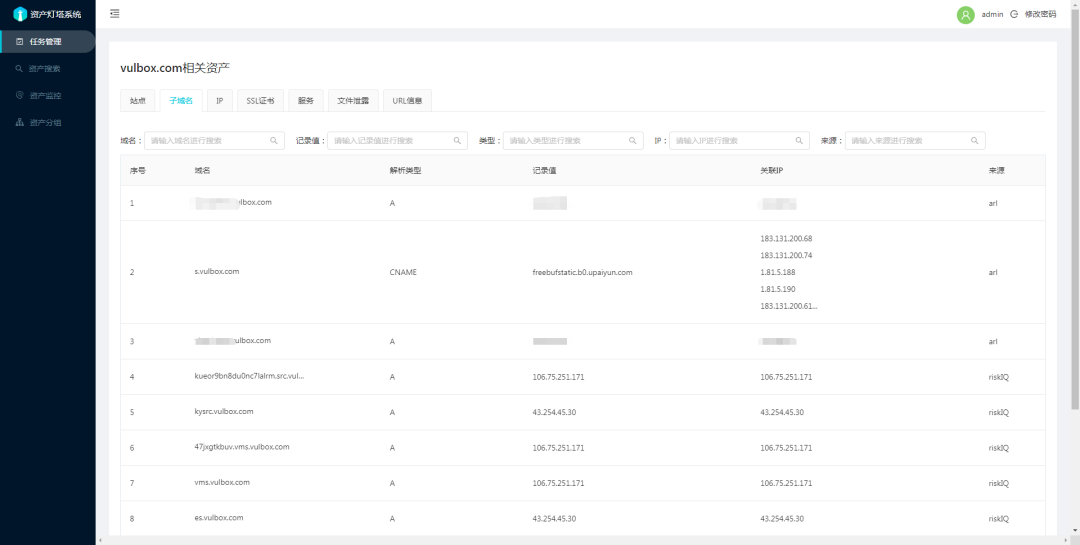 资产灯塔系统
admin 修改密码
任务管理
资产搜索
资产监控
资产分组
vulbox.com相关资产
站点 子域名 IP SSL证书 服务 文件泄露 URL信息
域名： 请输入域名进行搜索 记录值： 请输入记录值进行搜索 类型： 请输入类型进行搜索 IP： 请输入IP进行搜索 来源： 请输入来源进行搜索
序号 域名 解析类型 记录值 关联IP 来源
1 lbox.com A arl
2 s.vulbox.com CNAME freebufstatic.b0.upaiyun.com 183.131.200.68 arl
183.131.200.74
1.81.5.188
1.81.5.190
183.131.200.61...
3 ulbox.com A arl
4 kueor9bn8du0nc7lalrm.src.vul... A 106.75.251.171 106.75.251.171 riskIQ
5 kysrc.vulbox.com A 43.254.45.30 43.254.45.30 riskIQ
6 47jxgtkbuv.vms.vulbox.com A 106.75.251.171 106.75.251.171 riskIQ
7 vms.vulbox.com A 106.75.251.171 106.75.251.171 riskIQ
8 es.vulbox.com A 43.254.45.30 43.254.45.30 riskIQ